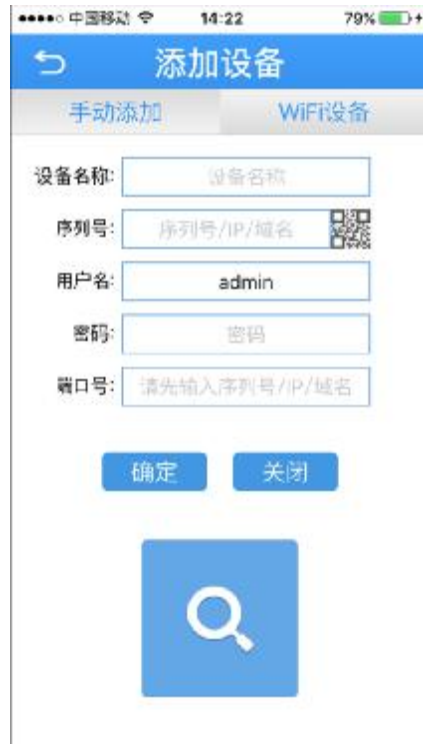 中国移动 14:22 79%
添加设备
手动添加 WiFi设备
设备名称: 设备名称
序列号: 序列号/IP/域名
用户名: admin
密码: 密码
端口号: 请先输入序列号/IP/域名
确定 关闭